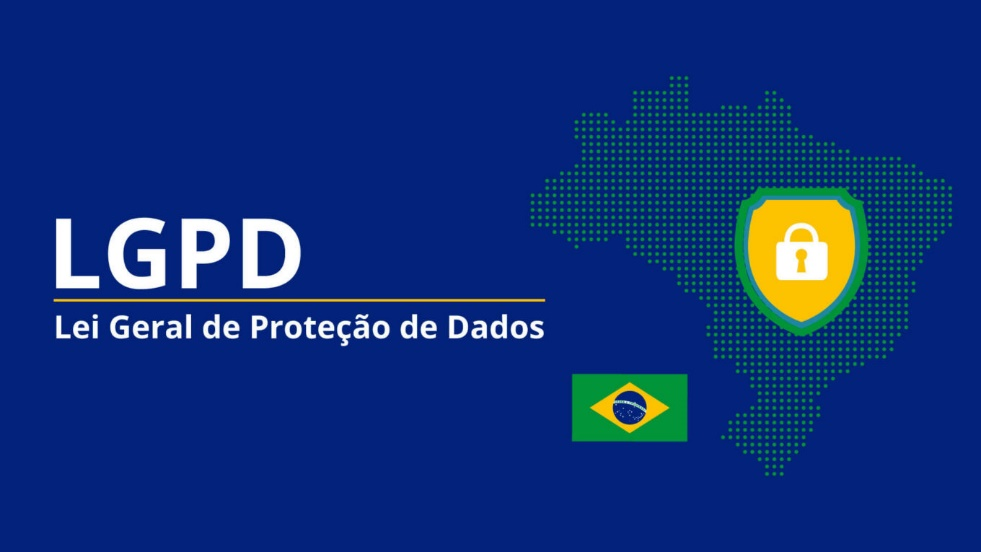 LGPD
Lei Geral de Proteção de Dados